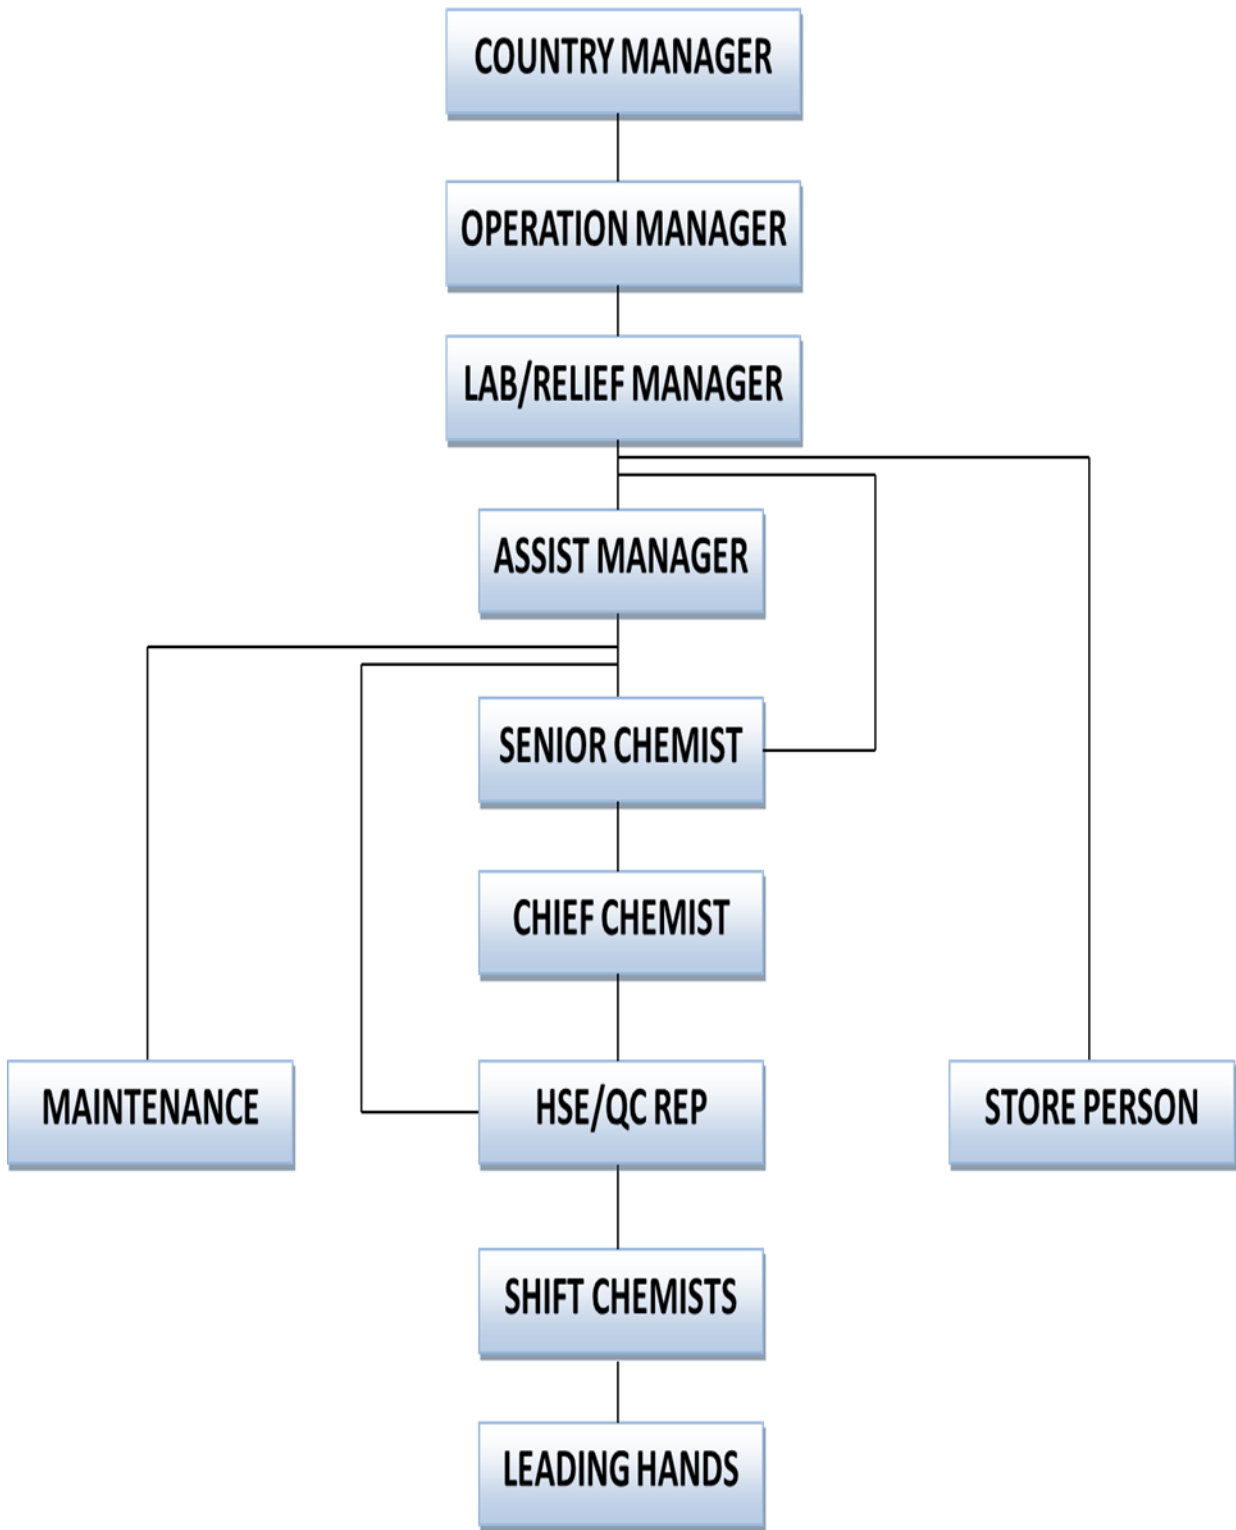 COUNTRY MANAGER
OPERATION MANAGER
LAB/RELIEF MANAGER
ASSIST MANAGER
SENIOR CHEMIST
CHIEF CHEMIST
MAINTENANCE
HSE/QC REP
STORE PERSON
SHIFT CHEMISTS
LEADING HANDS